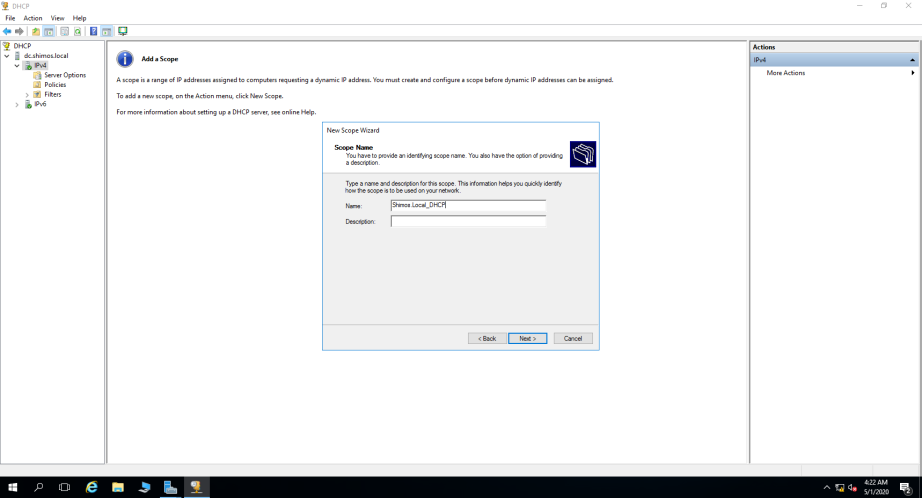 DHCP
File Action View Help
DHCP
dc.shimos.local
IPv4
Server Options
Policies
Filters
IPv6
Add a Scope
A scope is a range of IP addresses assigned to computers requesting a dynamic IP address. You must create and configure a scope before dynamic IP addresses can be assigned.
To add a new scope, on the Action menu, click New Scope.
For more information about setting up a DHCP server, see online Help.
New Scope Wizard
Scope Name
You have to provide an identifying scope name. You also have the option of providing
a description.
Type a name and description for this scope. This information helps you quickly identify
how the scope is to be used on your network.
Name: Shimos.Local_DHCP
Description:
< Back Next > Cancel
Actions
IPv4
More Actions
4:22 AM
5/1/2020